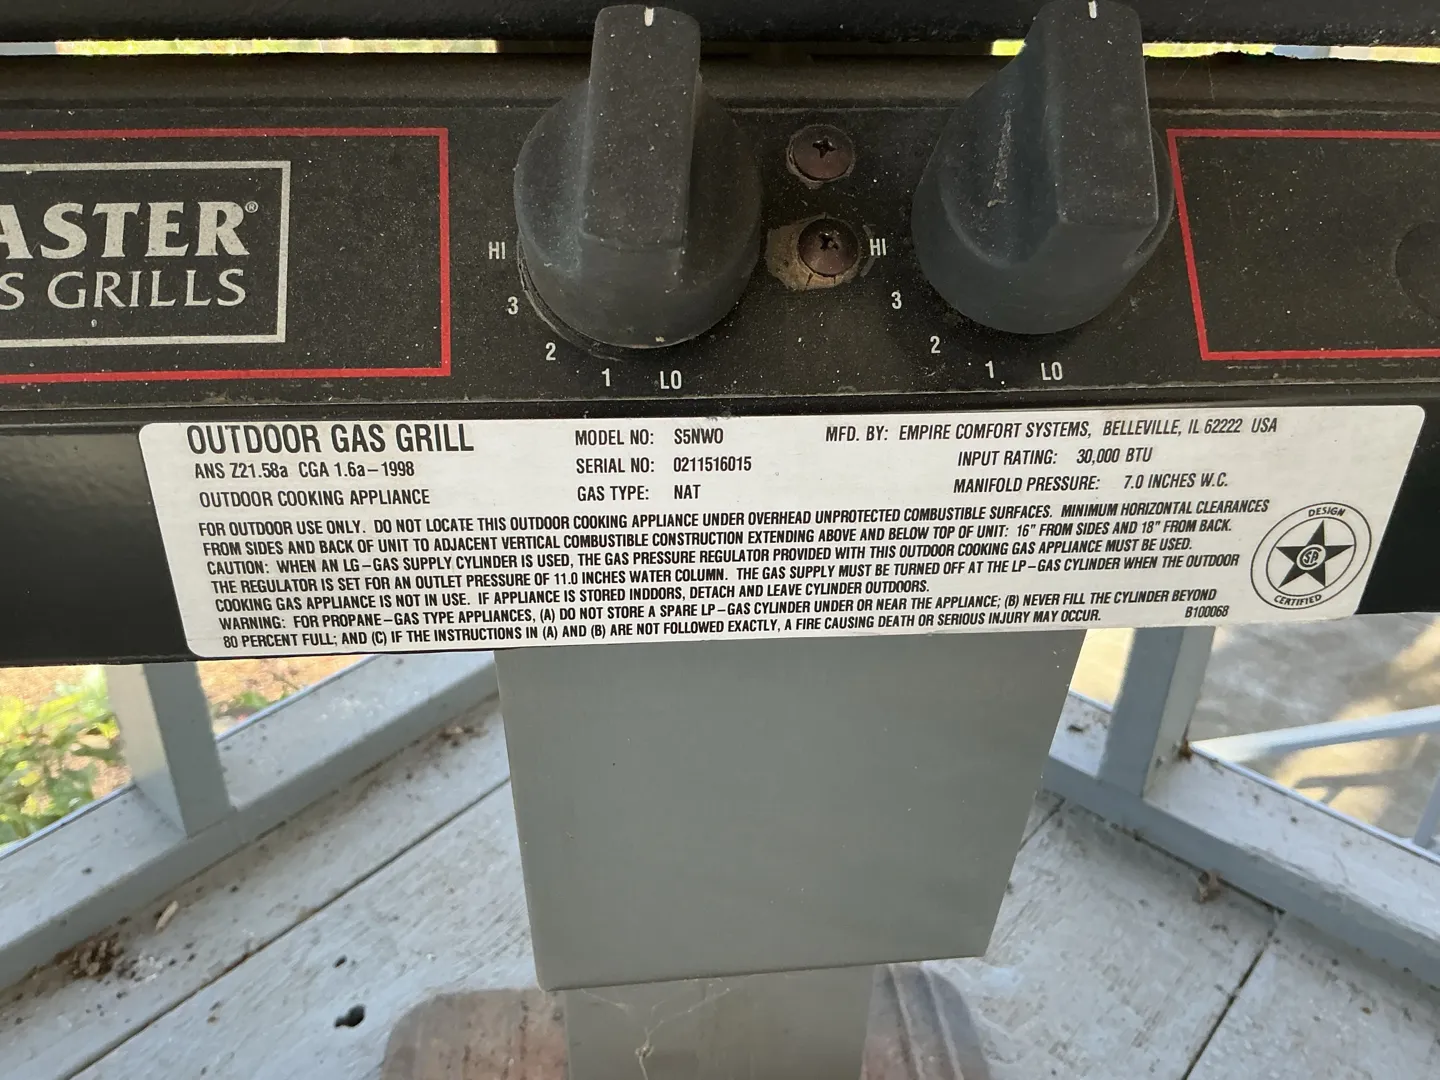 ASTER®
S GRILLS
HI
3
2
1
LO
HI
3
2
1
LO
OUTDOOR GAS GRILL
ANS Z21.58a CGA 1.6a-1998
OUTDOOR COOKING APPLIANCE
MODEL NO: S5NWO
SERIAL NO: 0211516015
GAS TYPE: NAT
MFD. BY: EMPIRE COMFORT SYSTEMS, BELLEVILLE, IL 62222 USA
INPUT RATING: 30,000 BTU
MANIFOLD PRESSURE: 7.0 INCHES W.C.
FOR OUTDOOR USE ONLY. DO NOT LOCATE THIS OUTDOOR COOKING APPLIANCE UNDER OVERHEAD UNPROTECTED COMBUSTIBLE SURFACES. MINIMUM HORIZONTAL CLEARANCES
FROM SIDES AND BACK OF UNIT TO ADJACENT VERTICAL COMBUSTIBLE CONSTRUCTION EXTENDING ABOVE AND BELOW TOP OF UNIT: 16" FROM SIDES AND 18" FROM BACK.
CAUTION: WHEN AN LG-GAS SUPPLY CYLINDER IS USED, THE GAS PRESSURE REGULATOR PROVIDED WITH THIS OUTDOOR COOKING GAS APPLIANCE MUST BE USED.
THE REGULATOR IS SET FOR AN OUTLET PRESSURE OF 11.0 INCHES WATER COLUMN. THE GAS SUPPLY MUST BE TURNED OFF AT THE LP-GAS CYLINDER WHEN THE OUTDOOR
COOKING GAS APPLIANCE IS NOT IN USE. IF APPLIANCE IS STORED INDDORS, DETACH AND LEAVE CYLINDER OUTDOORS.
WARNING: FOR PROPANE-GAS TYPE APPLIANCES, (A) DO NOT STORE A SPARE LP-GAS CYLINDER UNDER OR NEAR THE APPLIANCE; (B) NEVER FILL THE CYLINDER BEYOND
80 PERCENT FULL; AND (C) IF THE INSTRUCTIONS IN (A) AND (B) ARE NOT FOLLOWED EXACTLY, A FIRE CAUSING DEATH OR SERIOUS INJURY MAY OCCUR.
B100068
DESIGN
CERTIFIED